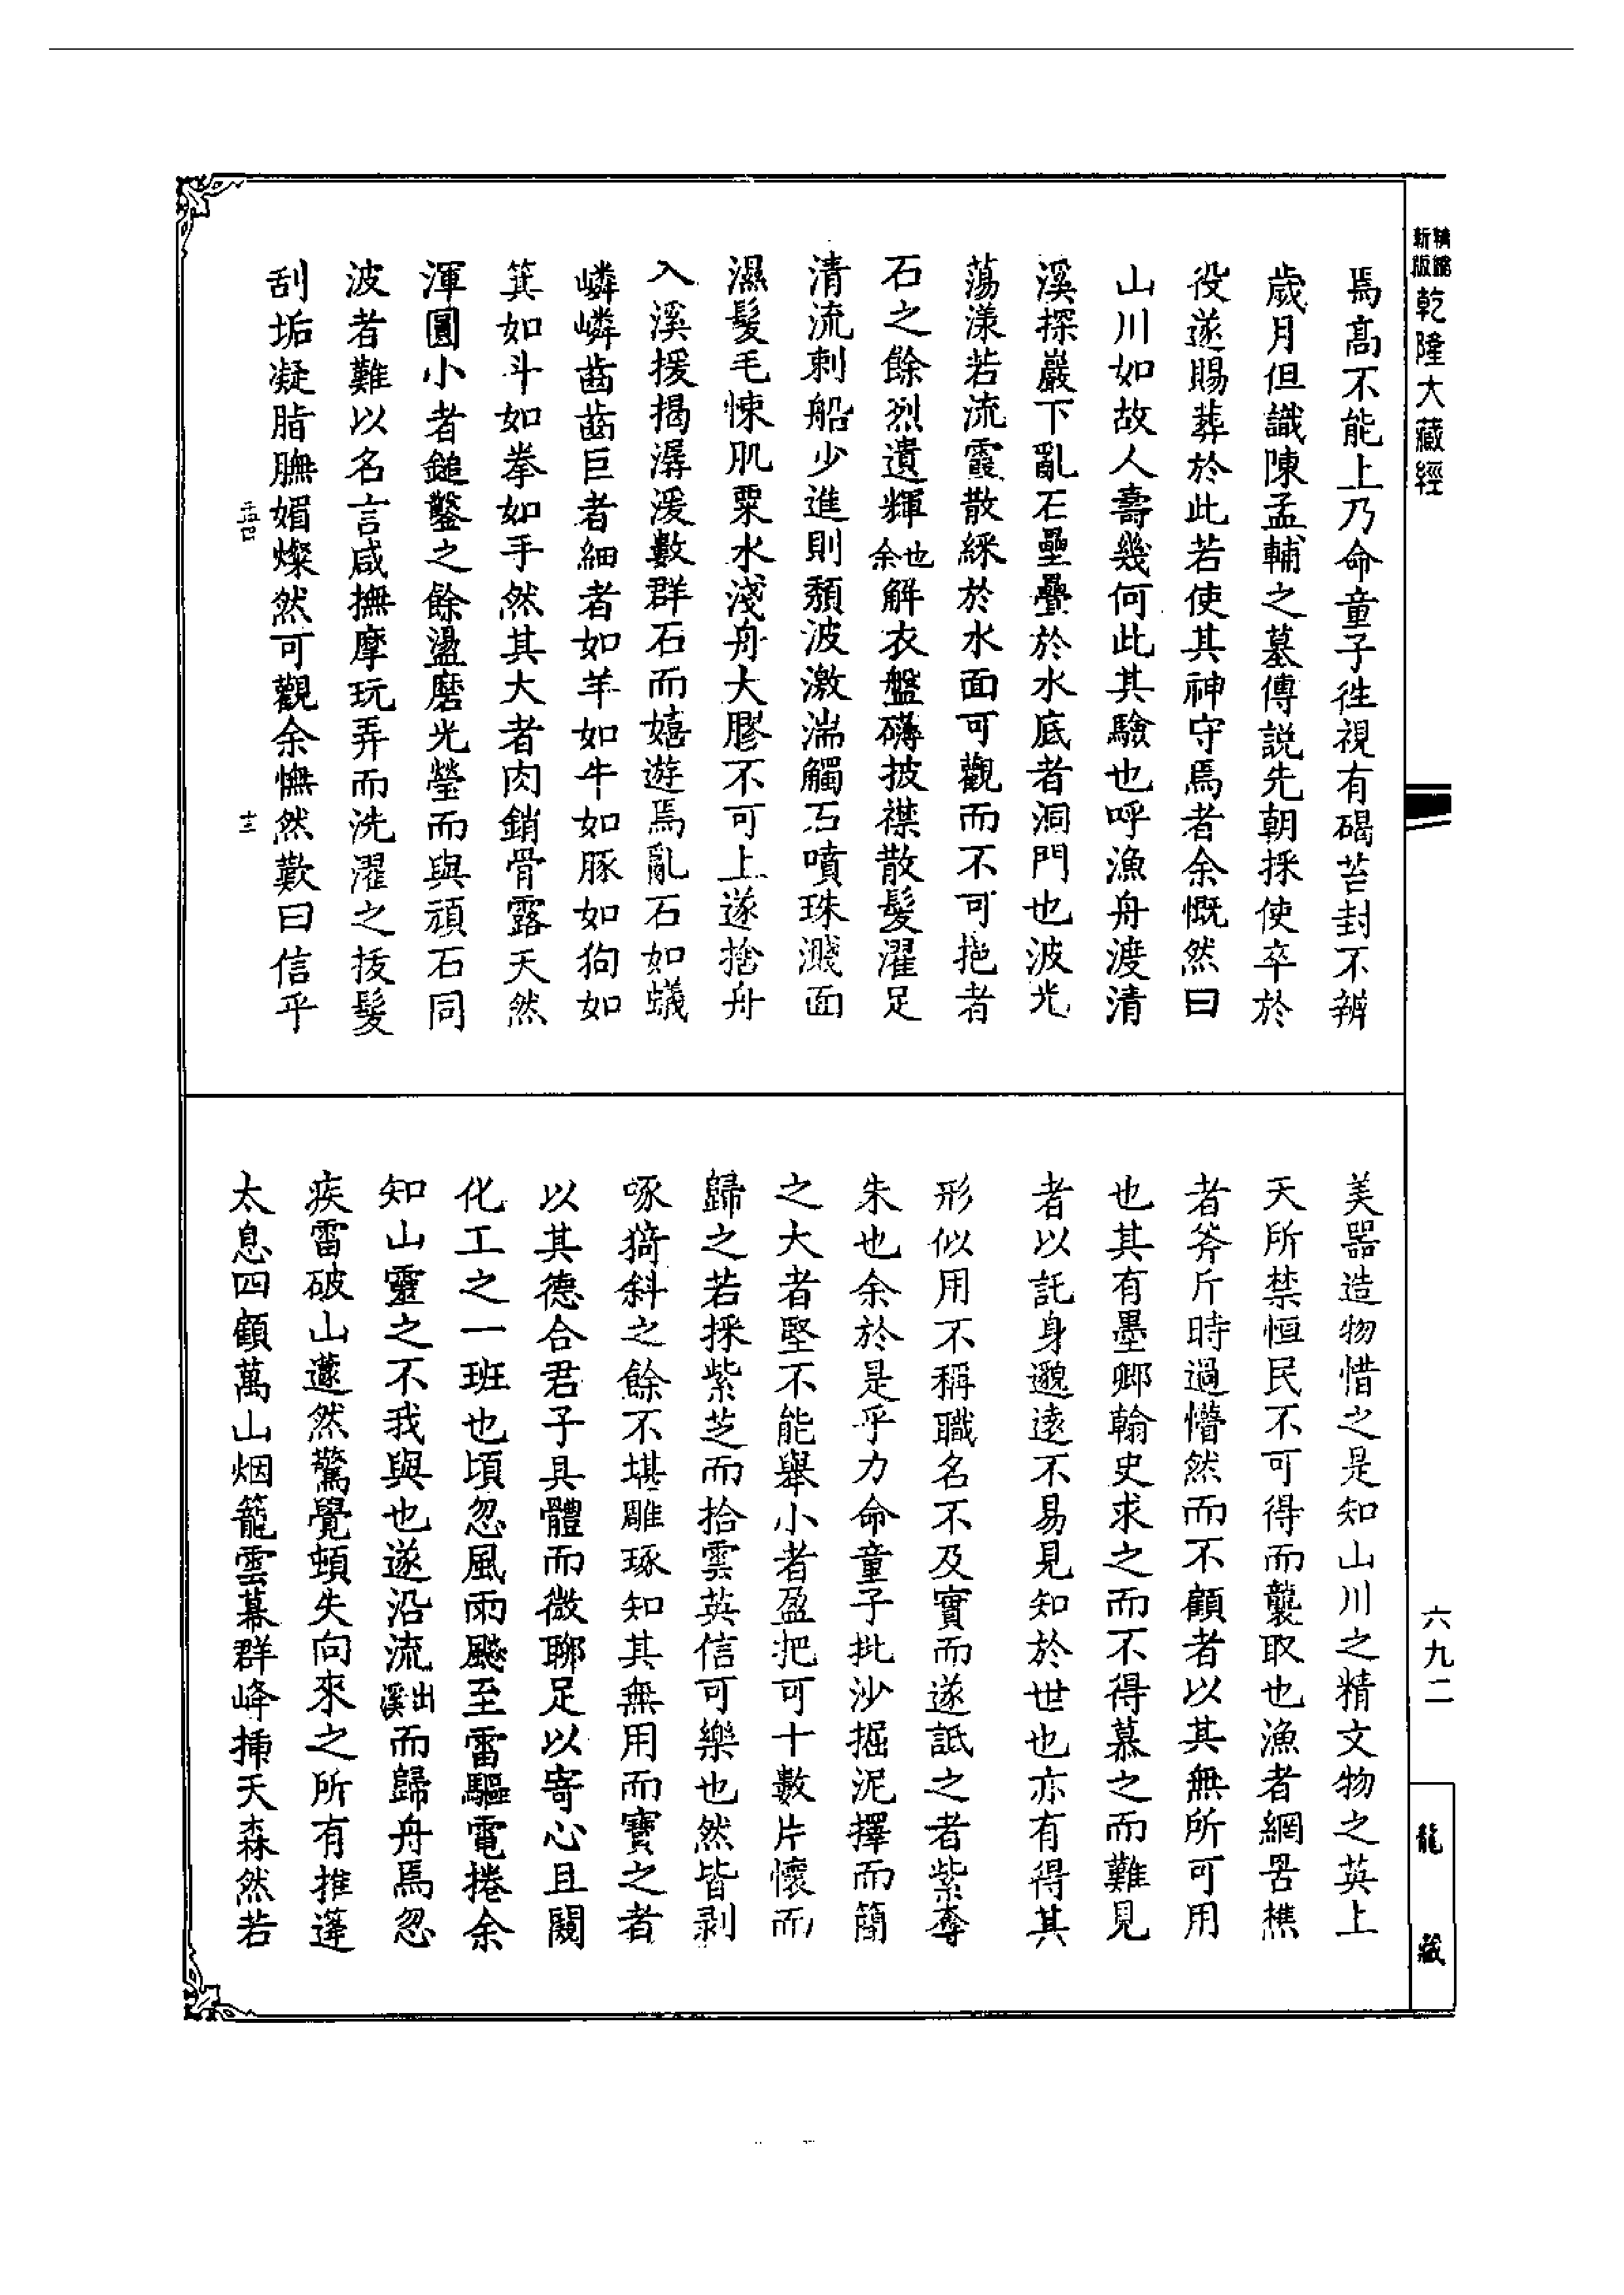 精縮
新版
乾隆大藏經
焉高不能上乃命童子徃視有碣苔封不辨
歲月但識陳孟輔之墓傳説先朝採使卒於
役遂賜葬於此若使其神守焉者余慨然曰
山川如故人壽幾何此其驗也呼漁舟渡清
溪探巖下亂石壘疊於水底者洞門也波光
蕩漾若流霞散綵於水面可觀而不可挹者
石之餘烈遺輝也余解衣盤礴披襟散髮濯足
清流刺船少進則頹波激湍觸石噴珠濺面
濕髮毛悚肌粟水淺舟大膠不可上遂捨舟
入溪援揭潺湲數群石而嬉遊焉亂石如蟻
嶙嶙齒齒巨者細者如羊如牛如豚如狗如
箕如斗如拳如手然其大者肉銷骨露天然
渾圓小者鎚鑿之餘盪磨光瑩而與頑石同
波者難以名言咸撫摩玩弄而洗濯之拔髮
刮垢凝脂膴媚燦然可觀余憮然歎曰信乎
十二
美器造物惜之是知山川之精文物之英上
天所禁恒民不可得而襲取也漁者網罟樵
者斧斤時過懵然而不顧者以其無所可用
也其有墨卿翰史求之而不得慕之而難見
者以託身邈遠不易見知於世也亦有得其
形似用不稱職名不及實而遂詆之者紫奪
朱也余於是乎力命童子批沙掘泥擇而簡
之大者堅不能舉小者盈把可十數片懷而
歸之若採紫芝而拾雲英信可樂也然皆剥
啄猗斜之餘不堪雕琢知其無用而寶之者
以其德合君子具體而微聊足以寄心且閱
化工之一班也頃忽風雨颷至雷驅電捲余
知山靈之不我與也遂沿流出溪而歸舟焉忽
疾雷破山蘧然驚覺頓失向來之所有推蓬
太息四顧萬山烟籠雲幕群峰揷天森然若
六九二
龍藏